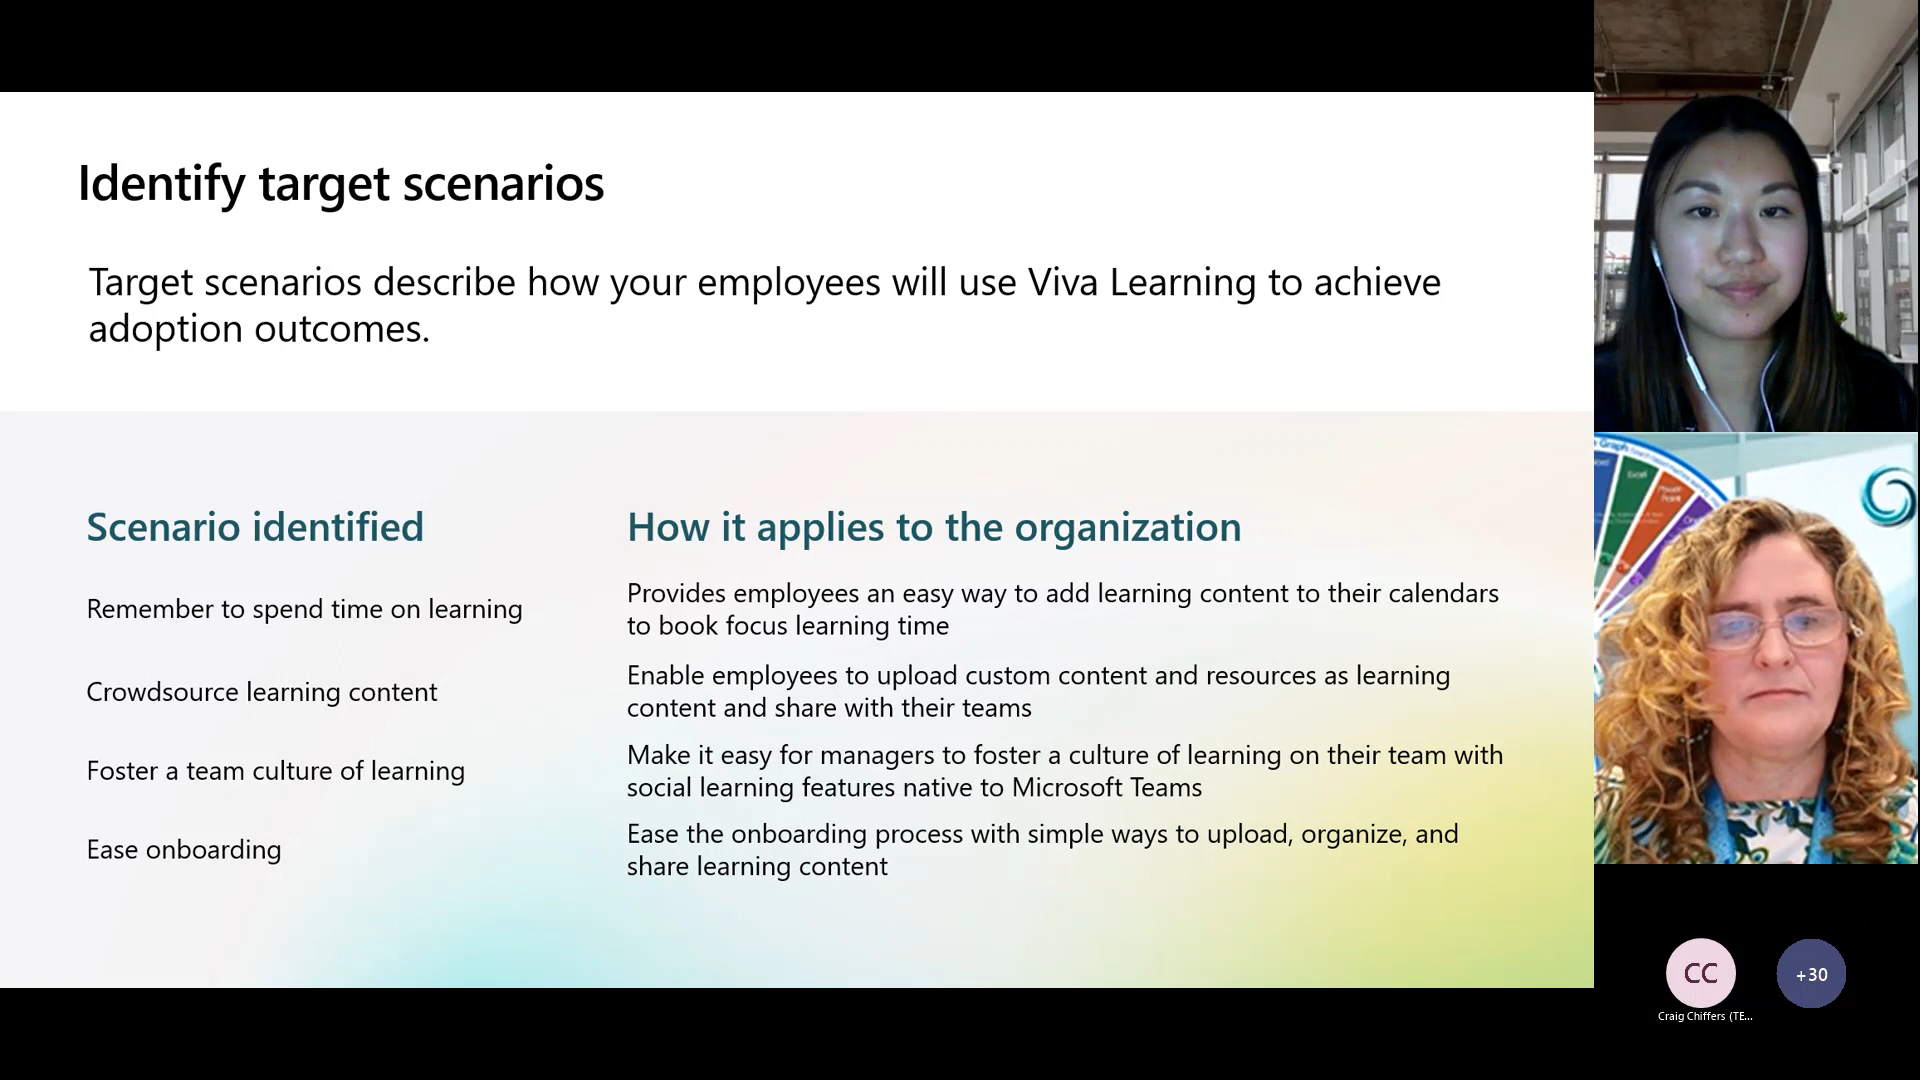 Identify target scenarios
Target scenarios describe how your employees will use Viva Learning to achieve
adoption outcomes.
Scenario identified
How it applies to the organization
Remember to spend time on learning
Provides employees an easy way to add learning content to their calendars
to book focus learning time
Crowdsource learning content
Enable employees to upload custom content and resources as learning
content and share with their teams
Foster a team culture of learning
Make it easy for managers to foster a culture of learning on their team with
social learning features native to Microsoft Teams
Ease onboarding
Ease the onboarding process with simple ways to upload, organize, and
share learning content
Graph
Excel
Power
Point
CC
+30
Craig Chiffers (TE...